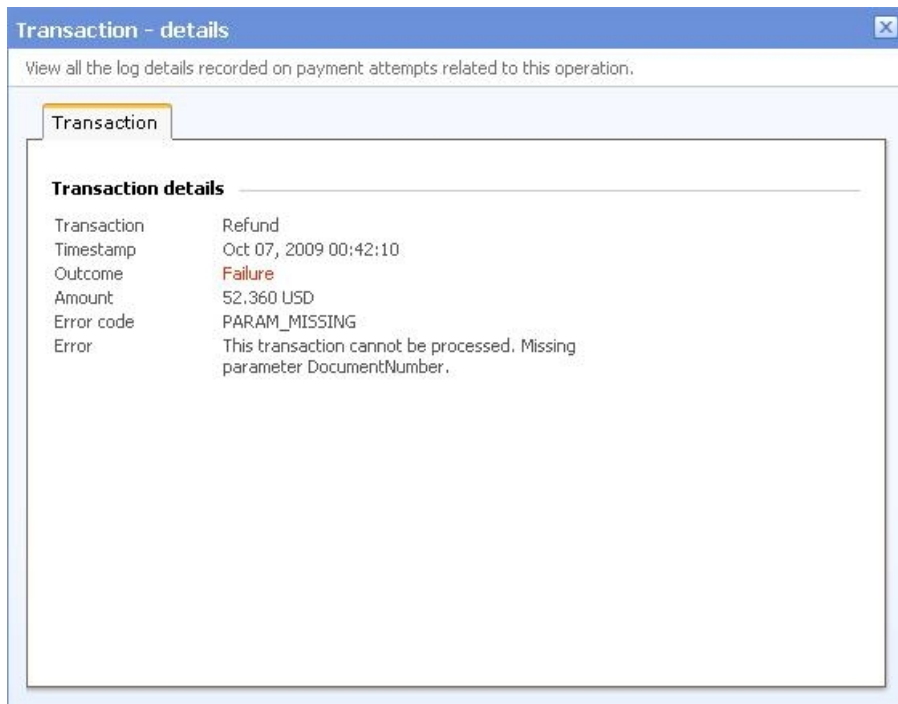 Transaction - details
View all the log details recorded on payment attempts related to this operation.
Transaction
Transaction details
Transaction Refund
Timestamp Oct 07, 2009 00:42:10
Outcome Failure
Amount 52.360 USD
Error code PARAM_MISSING
Error This transaction cannot be processed. Missing
parameter DocumentNumber.